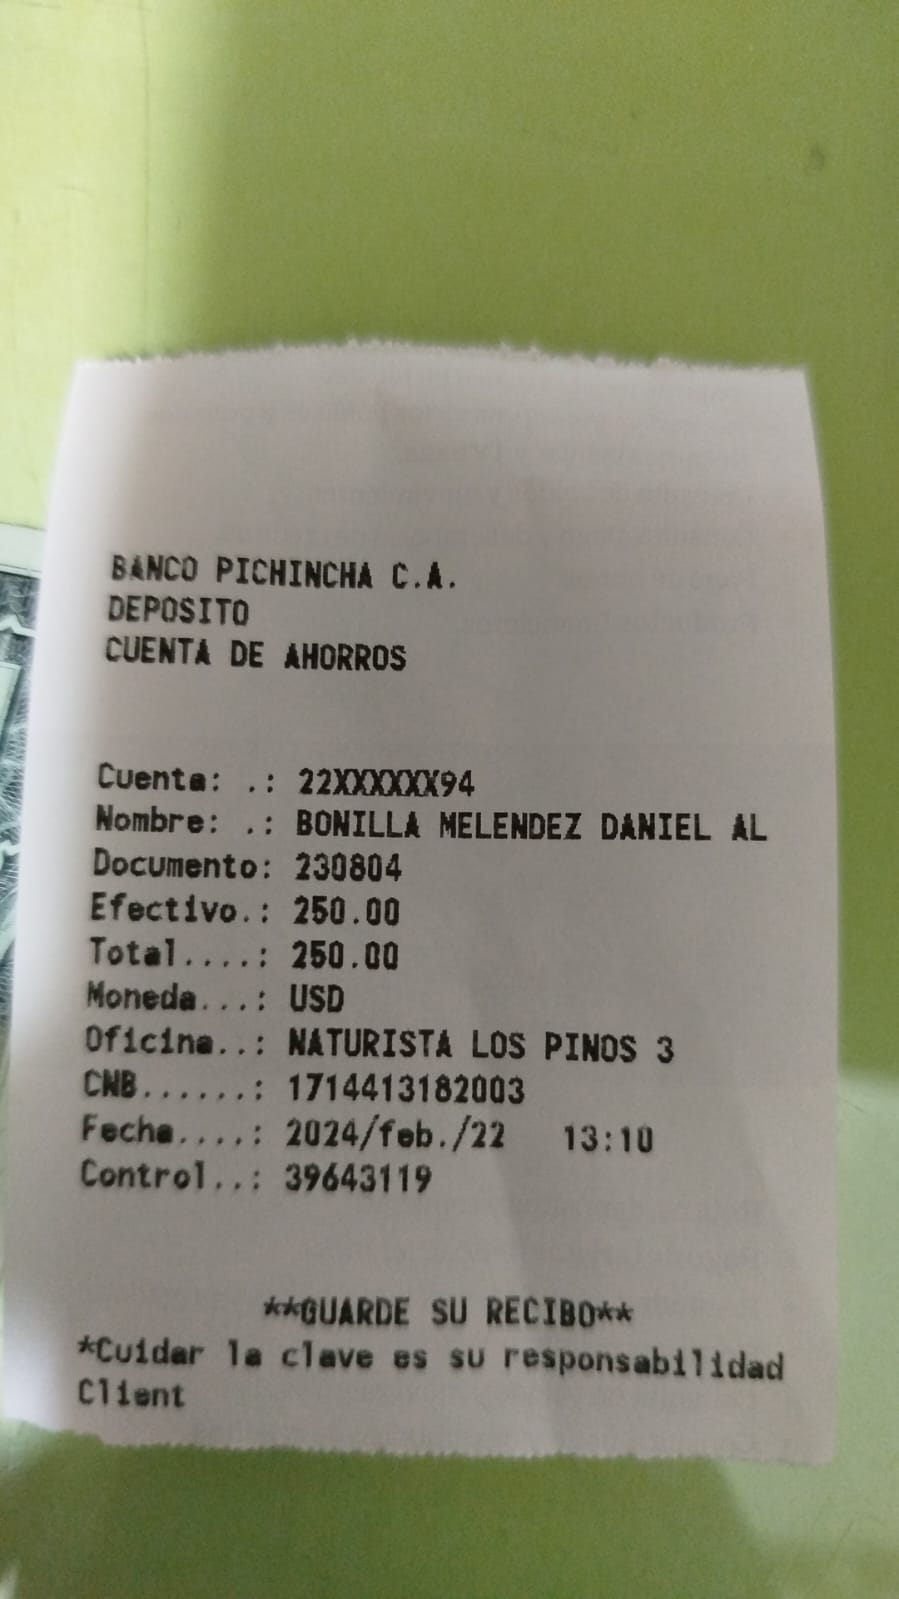 BANCO PICHINCHA C.A.
DEPOSITO
CUENTA DE AHORROS
Cuenta: .: 22XXXXXX94
Nombre: .: BONILLA MELENDEZ DANIEL AL
Documento: 230804
Efectivo.: 250.00
Total....: 250.00
Moneda...: USD
Oficina..: NATURISTA LOS PINOS 3
CNB......: 1714413182003
Fecha....: 2024/feb./22 13:10
Control..: 39643119
**GUARDE SU RECIBO**
*Cuidar la clave es su responsabilidad
Client